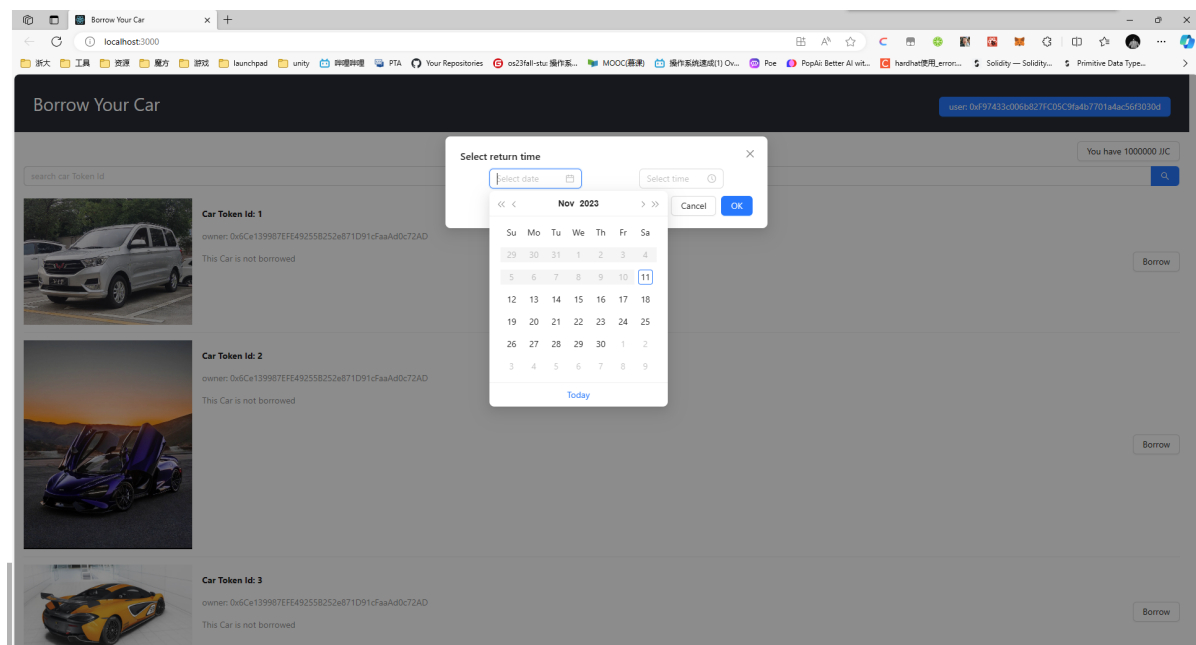 Borrow Your Car
localhost:3000
浙大 工具 资源 魔方 游戏 launchpad unity 哔哩哔哩 PTA Your Repositories os23fall-stu: 操作系... MOOC(慕课) 操作系统速成(1) Ov... Poe PopAi: Better AI wit... hardhat使用_error:... Solidity — Solidity... Primitive Data Type...
Borrow Your Car
user: 0xF97433c006b827FC05C9fa4b7701a4ac56f3030d
You have 1000000 JJC
search car Token Id
Select return time
Select date
Select time
Cancel OK
Nov 2023
Su Mo Tu We Th Fr Sa
29 30 31 1 2 3 4
5 6 7 8 9 10 11
12 13 14 15 16 17 18
19 20 21 22 23 24 25
26 27 28 29 30 1 2
3 4 5 6 7 8 9
Today
Car Token Id: 1
owner: 0x6Ce139987EFE49255B252e871D91cFaaAd0c72AD
This Car is not borrowed
Borrow
Car Token Id: 2
owner: 0x6Ce139987EFE49255B252e871D91cFaaAd0c72AD
This Car is not borrowed
Borrow
Car Token Id: 3
owner: 0x6Ce139987EFE49255B252e871D91cFaaAd0c72AD
This Car is not borrowed
Borrow